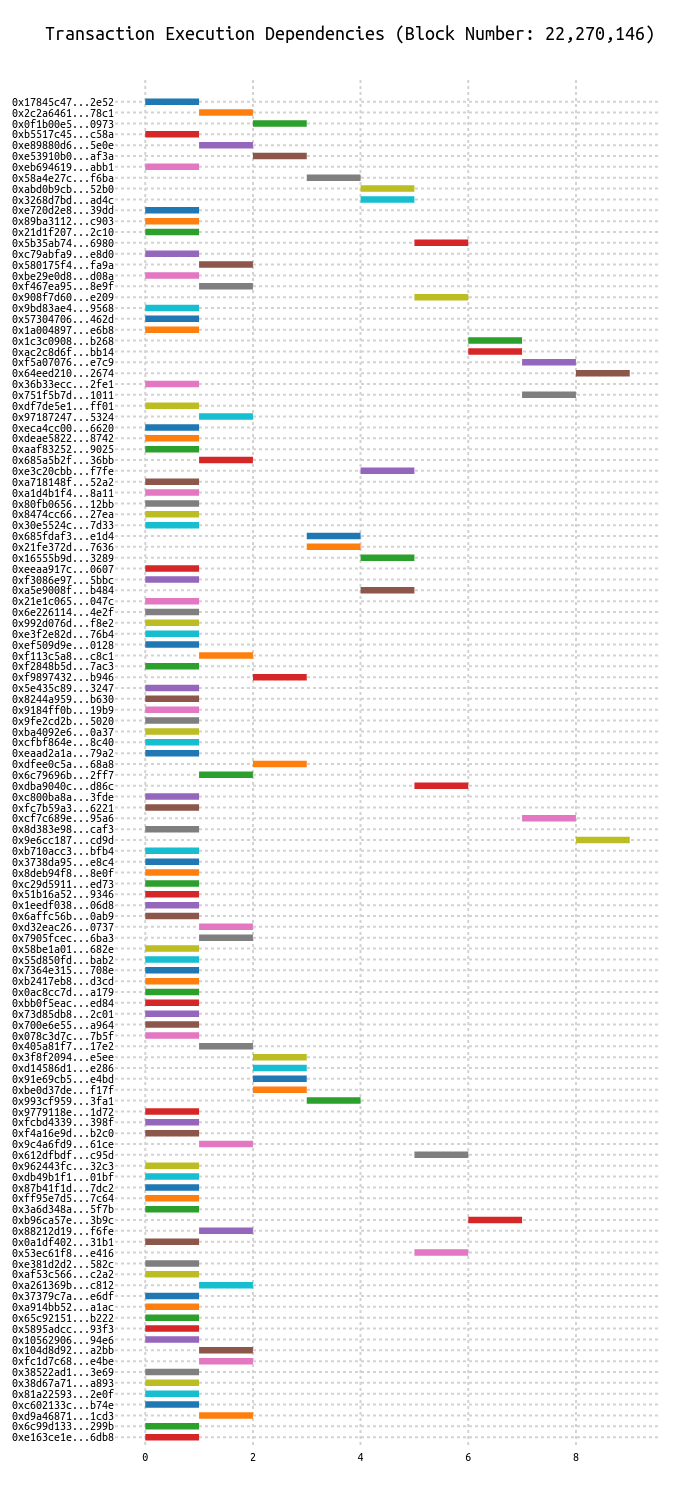 Transaction Execution Dependencies (Block Number: 22,270,146)
0x17845c47...2e52
0x2c2a6461...78c1
0x0f1b00e5...0973
0xb5517c45...c58a
0xe89880d6...5e0e
0xe53910b0...af3a
0xeb694619...abb1
0x58a4e27c...f6ba
0xabd0b9cb...52b0
0x3268d7bd...ad4c
0xe720d2e8...39dd
0x89ba3112...c903
0x21d1f207...2c10
0x5b35ab74...6980
0xc79abfa9...e8d0
0x580175f4...fa9a
0xbe29e0d8...d08a
0xf467ea95...8e9f
0x908f7d60...e209
0x9bd83ae4...9568
0x57304706...462d
0x1a004897...e6b8
0x1c3c0908...b268
0xac2c8d6f...bb14
0xf5a07076...e7c9
0x64eed210...2674
0x36b33ecc...2fe1
0x751f5b7d...1011
0xdf7de5e1...ff01
0x97187247...5324
0xeca4cc00...6620
0xdeae5822...8742
0xaaf83252...9025
0x685a5b2f...36bb
0xe3c20cbb...f7fe
0xa718148f...52a2
0xa1d4b1f4...8a11
0x80fb0656...12bb
0x8474cc66...27ea
0x30e5524c...7d33
0x685fdaf3...e1d4
0x21fe372d...7636
0x16555b9d...3289
0xeeaa917c...0607
0xf3086e97...5bbc
0xa5e9008f...b484
0x21e1c065...047c
0x6e226114...4e2f
0x992d076d...f8e2
0xe3f2e82d...76b4
0xef509d9e...0128
0xf113c5a8...c8c1
0xf2848b5d...7ac3
0xf9897432...b946
0x5e435c89...3247
0x8244a959...b630
0x9184ff0b...19b9
0x9fe2cd2b...5020
0xba4092e6...0a37
0xcfbf864e...8c40
0xeaad2a1a...79a2
0xdfee0c5a...68a8
0x6c79696b...2ff7
0xdba9040c...d86c
0xc800ba8a...3fde
0xfc7b59a3...6221
0xcf7c689e...95a6
0x8d383e98...caf3
0x9e6cc187...cd9d
0xb710acc3...bfb4
0x3738da95...e8c4
0x8deb94f8...8e0f
0xc29d5911...ed73
0x51b16a52...9346
0x1eedf038...06d8
0x6affc56b...0ab9
0xd32eac26...0737
0x7905fcec...6ba3
0x58be1a01...682e
0x55d850fd...bab2
0x7364e315...708e
0xb2417eb8...d3cd
0x0ac8cc7d...a179
0xbb0f5eac...ed84
0x73d85db8...2c01
0x700e6e55...a964
0x078c3d7c...7b5f
0x405a81f7...17e2
0x3f8f2094...e5ee
0xd14586d1...e286
0x91e69cb5...e4bd
0xbe0d37de...f17f
0x993cf959...3fa1
0x9779118e...1d72
0xfcbd4339...398f
0xf4a16e9d...b2c0
0x9c4a6fd9...61ce
0x612dfbdf...c95d
0x962443fc...32c3
0xdb49b1f1...01bf
0x87b41f1d...7dc2
0xff95e7d5...7c64
0x3a6d348a...5f7b
0xb96ca57e...3b9c
0x88212d19...f6fe
0x0a1df402...31b1
0x53ec61f8...e416
0xe381d2d2...582c
0xaf53c566...c2a2
0xa261369b...c812
0x37379c7a...e6df
0xa914bb52...a1ac
0x65c92151...b222
0x5895adcc...93f3
0x10562906...94e6
0x104d8d92...a2bb
0xfc1d7c68...e4be
0x38522ad1...3e69
0x38d67a71...a893
0x81a22593...2e0f
0xc602133c...b74e
0xd9a46871...1cd3
0x6c99d133...299b
0xe163ce1e...6db8
0 2 4 6 8